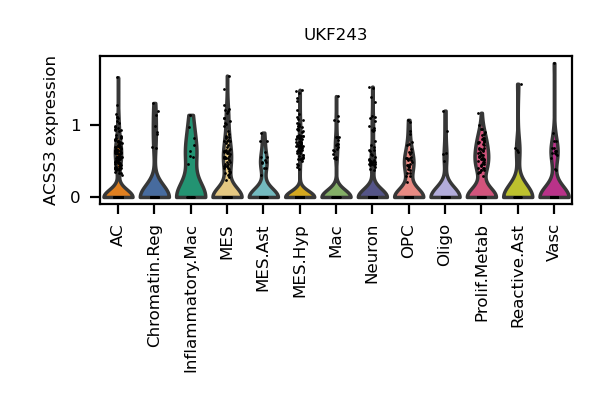 UKF243
ACSS3 expression
1
0
AC
Chromatin.Reg
Inflammatory.Mac
MES
MES.Ast
MES.Hyp
Mac
Neuron
OPC
Oligo
Prolif.Metab
Reactive.Ast
Vasc